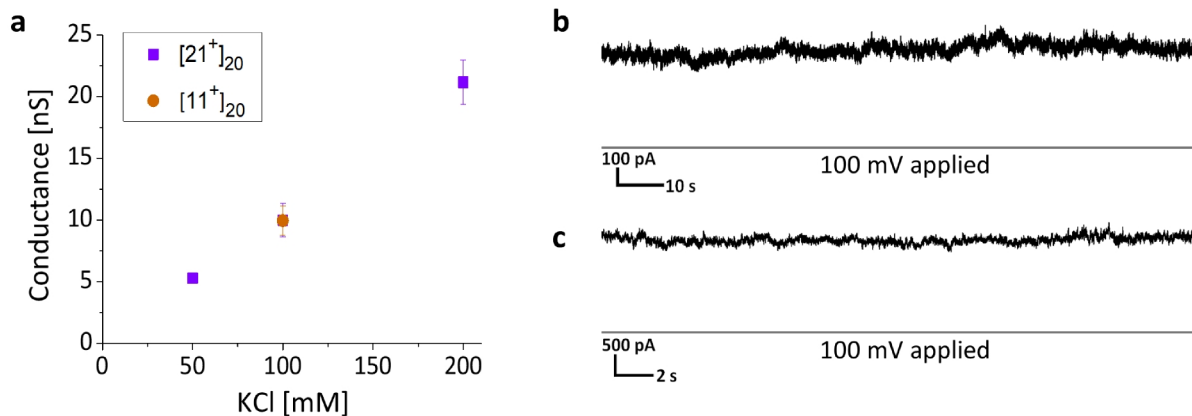 a
25
20
15
10
5
0
Conductance [nS]
[21⁺]₂₀
[11⁺]₂₀
0
50
100
150
200
KCl [mM]
b
100 pA
10 s
100 mV applied
c
500 pA
2 s
100 mV applied